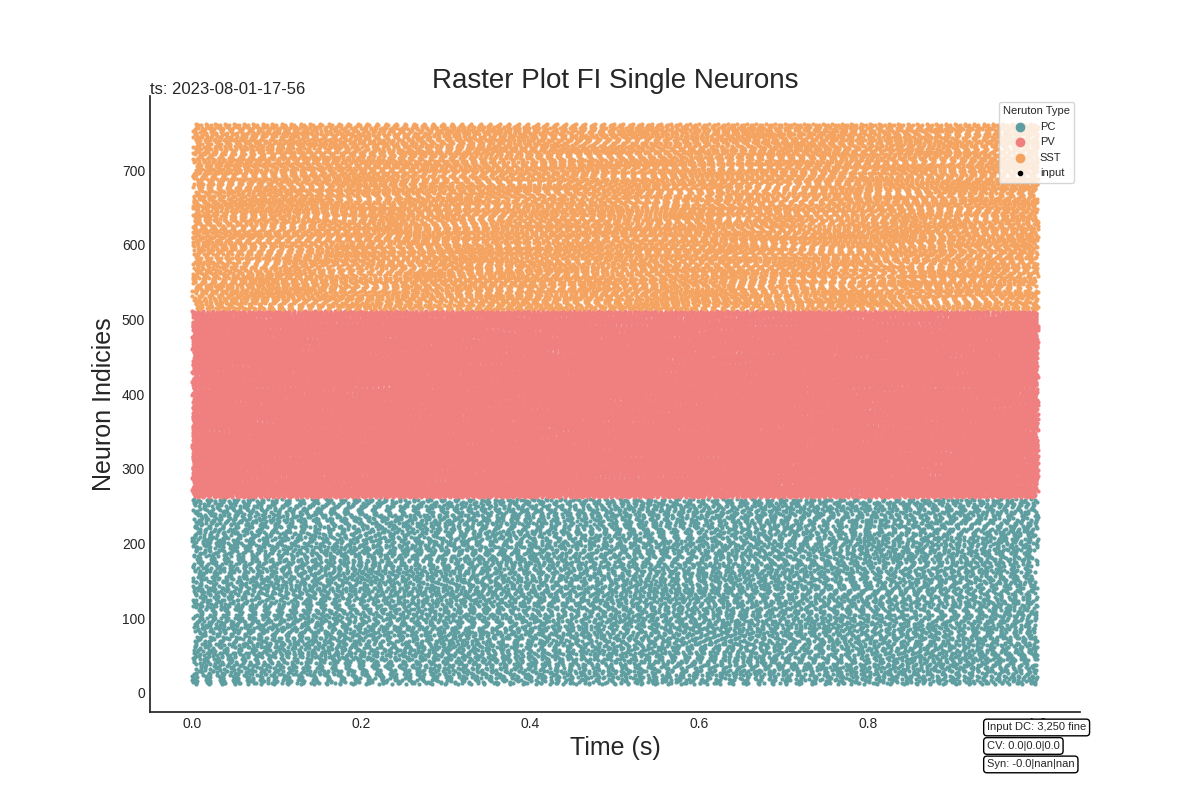 Raster Plot FI Single Neurons
ts: 2023-08-01-17-56
Neruton Type
PC
PV
SST
input
Neuron Indicies
700
600
500
400
300
200
100
0
0.0 0.2 0.4 0.6 0.8
Time (s)
Input DC: 3,250 fine
CV: 0.0|0.0|0.0
Syn: -0.0|nan|nan